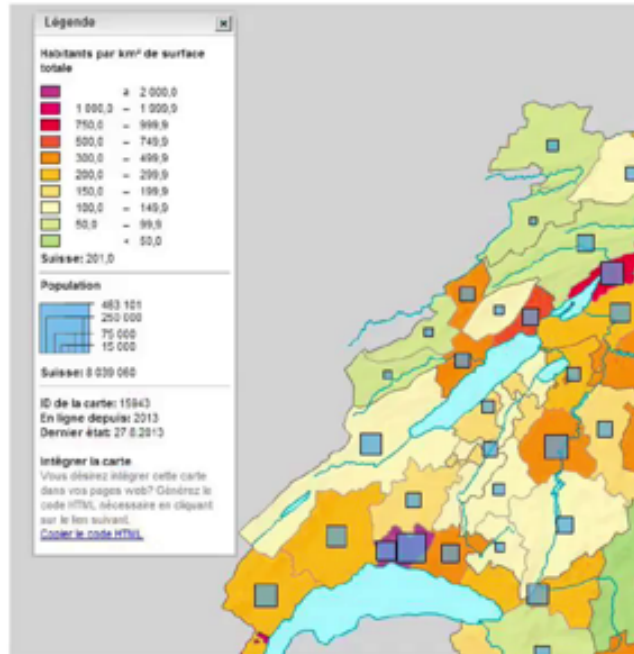 Légende
Habitants par km² de surface
totale
≥ 2 000,0
1 000,0 – 1 999,9
750,0 – 999,9
500,0 – 749,9
300,0 – 499,9
200,0 – 299,9
150,0 – 199,9
100,0 – 149,9
50,0 – 99,9
< 50,0
Suisse: 201,0
Population
463 101
250 000
75 000
15 000
Suisse: 8 039 060
ID de la carte: 15943
En ligne depuis: 2013
Dernier état: 27.8.2013
Intégrer la carte
Vous désirez intégrer cette carte
dans vos pages web? Générez le
code HTML nécessaire en cliquant
sur le lien suivant.
Copier le code HTML